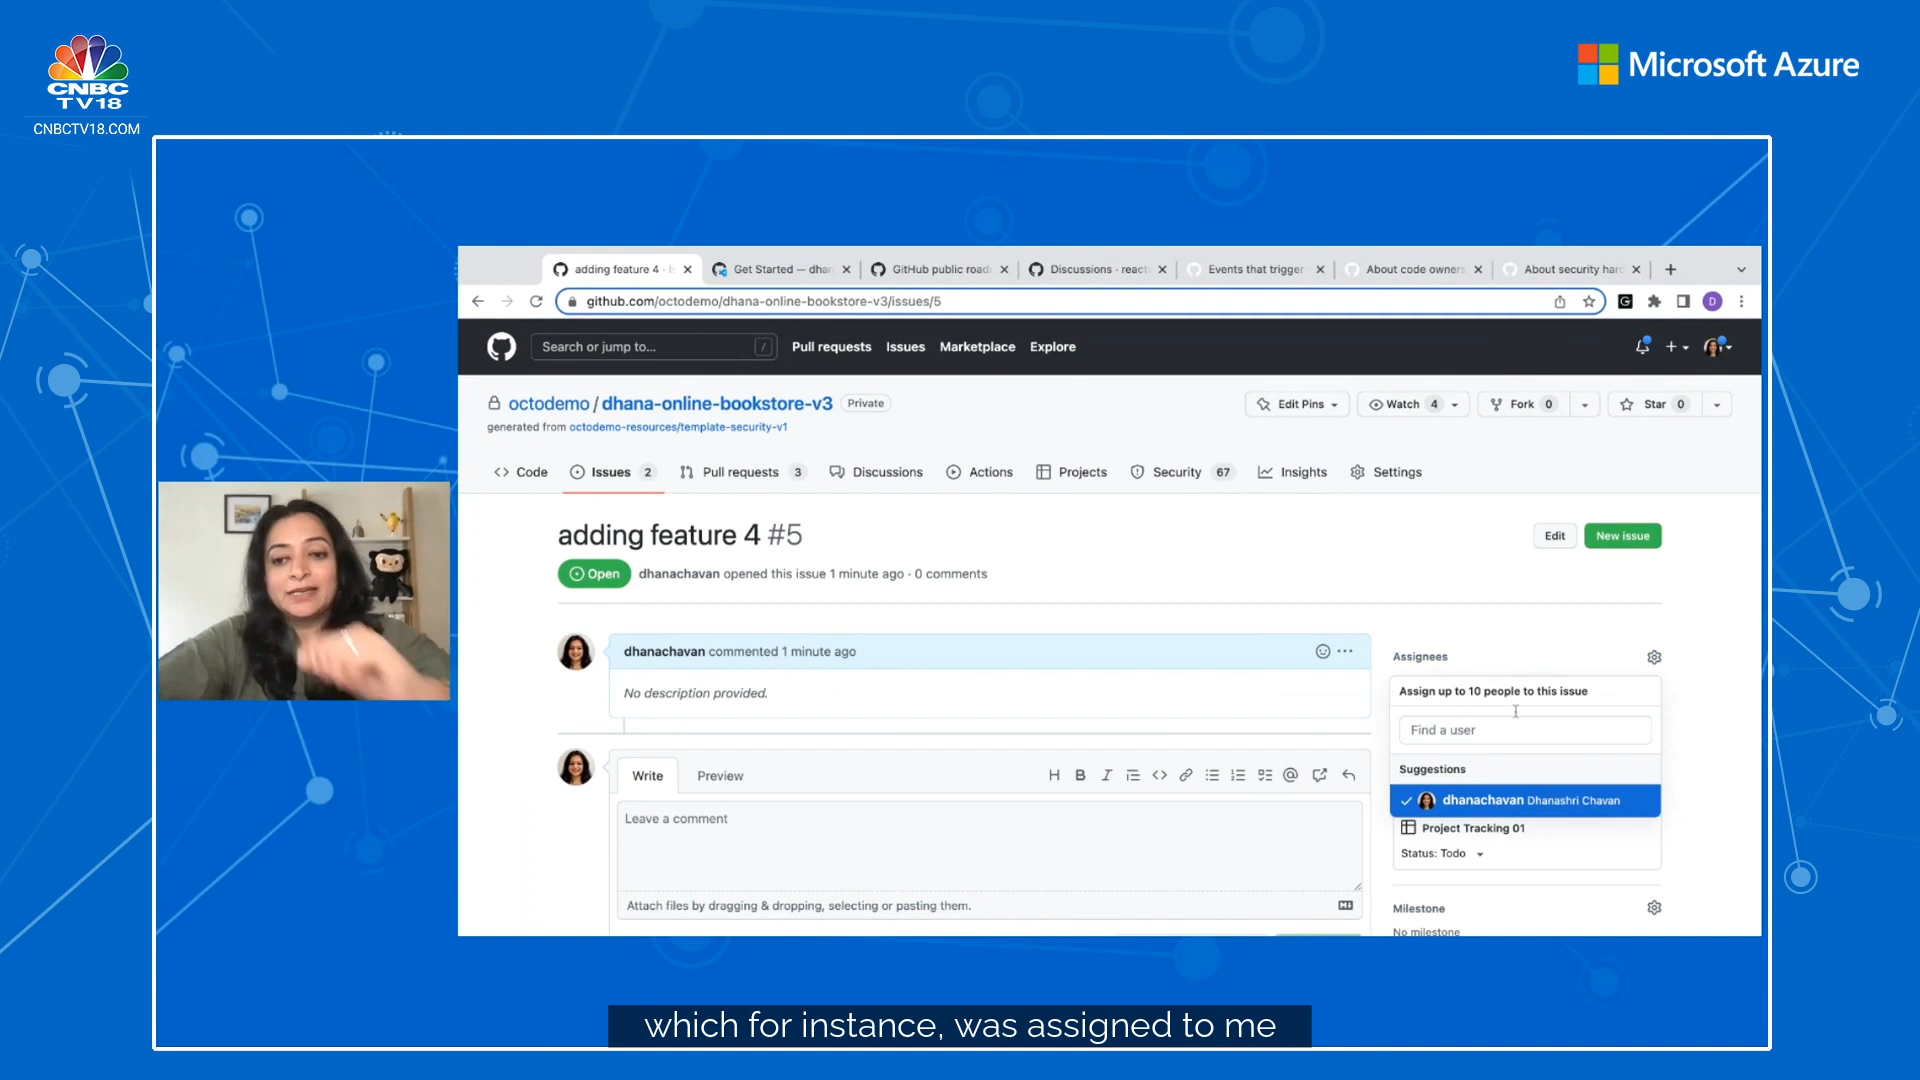 CNBC
TV18
CNBCTV18.COM
Microsoft Azure
adding feature 4
Get Started — dhan
GitHub public road
Discussions · react
Events that trigger
About code owners
About security hard
github.com/octodemo/dhana-online-bookstore-v3/issues/5
G
D
Search or jump to...
/
Pull requests
Issues
Marketplace
Explore
octodemo / dhana-online-bookstore-v3
Private
Edit Pins
Watch 4
Fork 0
Star 0
generated from octodemo-resources/template-security-v1
Code
Issues 2
Pull requests 3
Discussions
Actions
Projects
Security 67
Insights
Settings
adding feature 4 #5
Edit
New issue
Open
dhanachavan opened this issue 1 minute ago · 0 comments
dhanachavan commented 1 minute ago
No description provided.
Assignees
Assign up to 10 people to this issue
Find a user
Suggestions
dhanachavan Dhanashri Chavan
Project Tracking 01
Status: Todo
Milestone
No milestone
Write
Preview
H B I
Leave a comment
Attach files by dragging & dropping, selecting or pasting them.
which for instance, was assigned to me